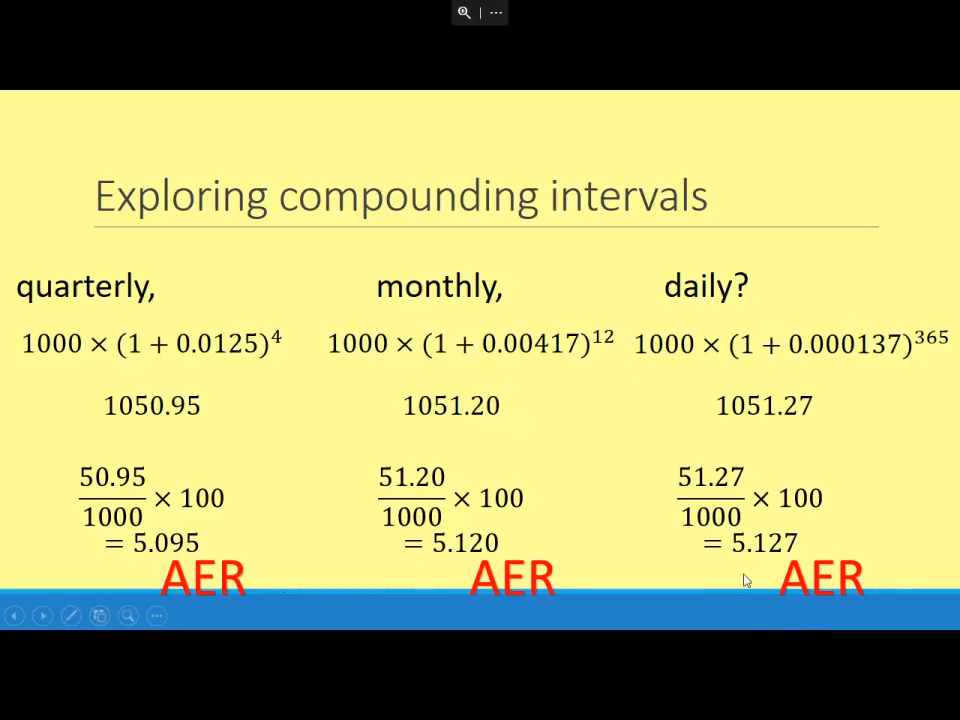 Exploring compounding intervals
quarterly, monthly, daily?
1000 × (1 + 0.0125)⁴ 1000 × (1 + 0.00417)¹² 1000 × (1 + 0.000137)³⁶⁵
1050.95 1051.20 1051.27
50.95/1000 × 100 51.20/1000 × 100 51.27/1000 × 100
= 5.095 = 5.120 = 5.127
AER AER AER